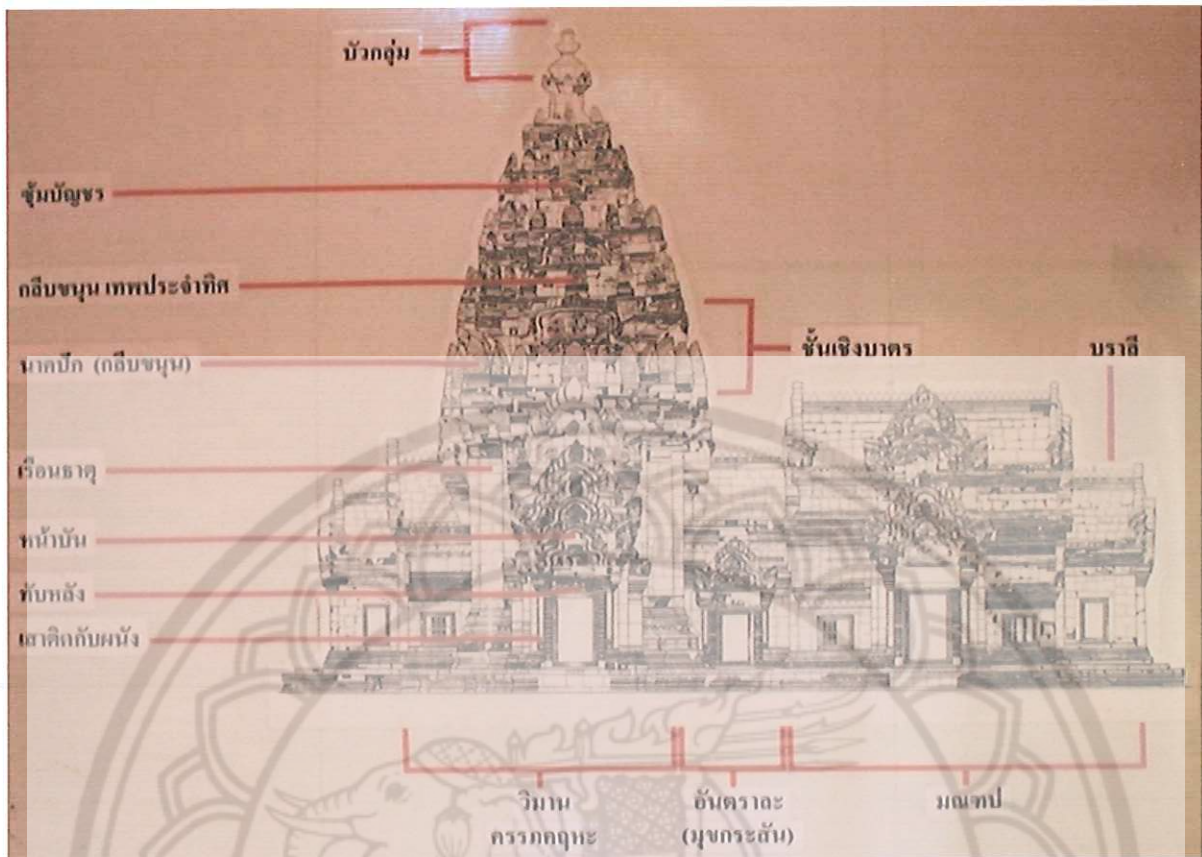 บัวกลุ่ม
ซุ้มบัญชร
กลีบขนุน เทพประจำทิศ
นาคปัก (กลีบขนุน)
ชั้นเชิงบาตร
บราลี
เรือนธาตุ
หน้าบัน
ทับหลัง
เสาติดกับผนัง
วิมาน
ครรภคฤหะ
อันตราละ
(มุขกระสัน)
มณฑป